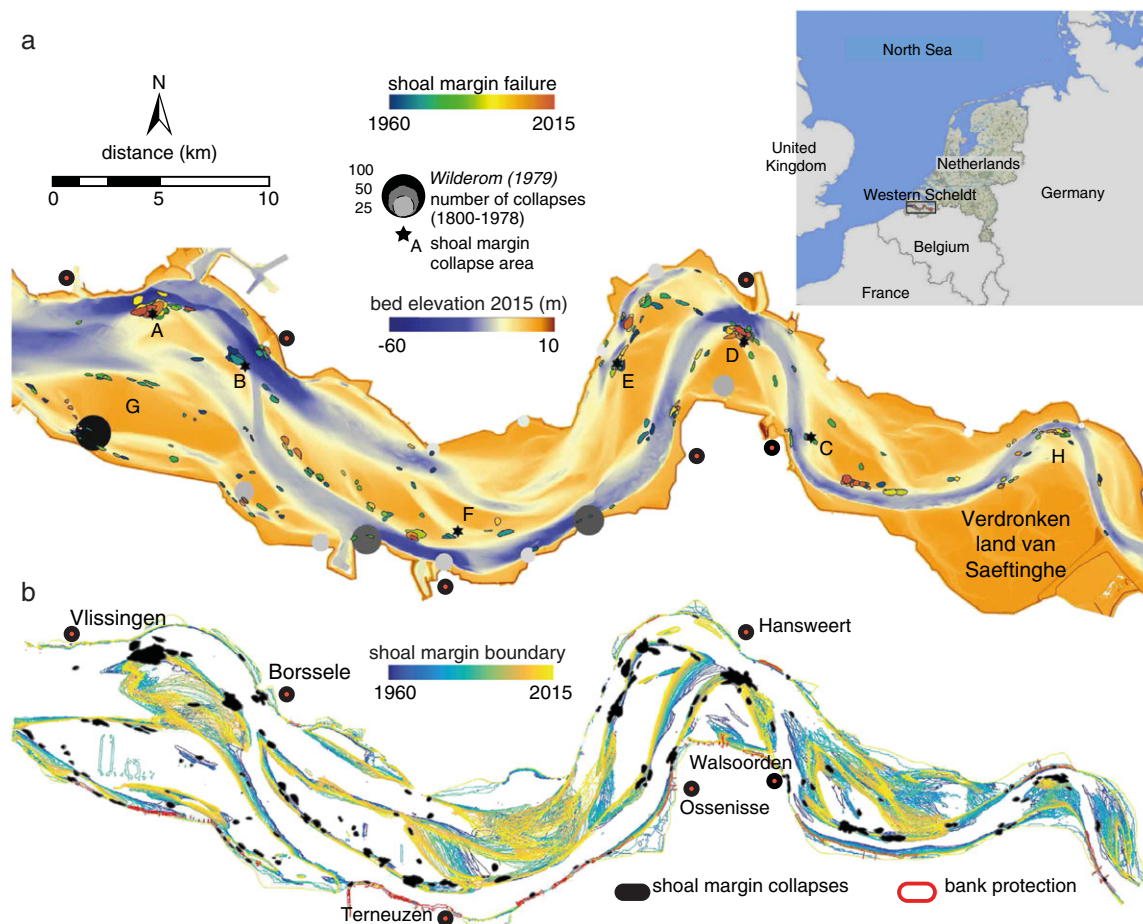 a
N
distance (km)
0 5 10
shoal margin failure
1960 2015
100
50
25
Wilderom (1979)
number of collapses
(1800-1978)
A
shoal margin
collapse area
bed elevation 2015 (m)
-60 10
North Sea
United
Kingdom
Netherlands
Western Scheldt
Germany
Belgium
France
A
B
G
E
D
C
F
H
Verdronken
land van
Saeftinghe
b
Vlissingen
Borssele
shoal margin boundary
1960 2015
Hansweert
Walsoorden
Ossenisse
Terneuzen
shoal margin collapses
bank protection